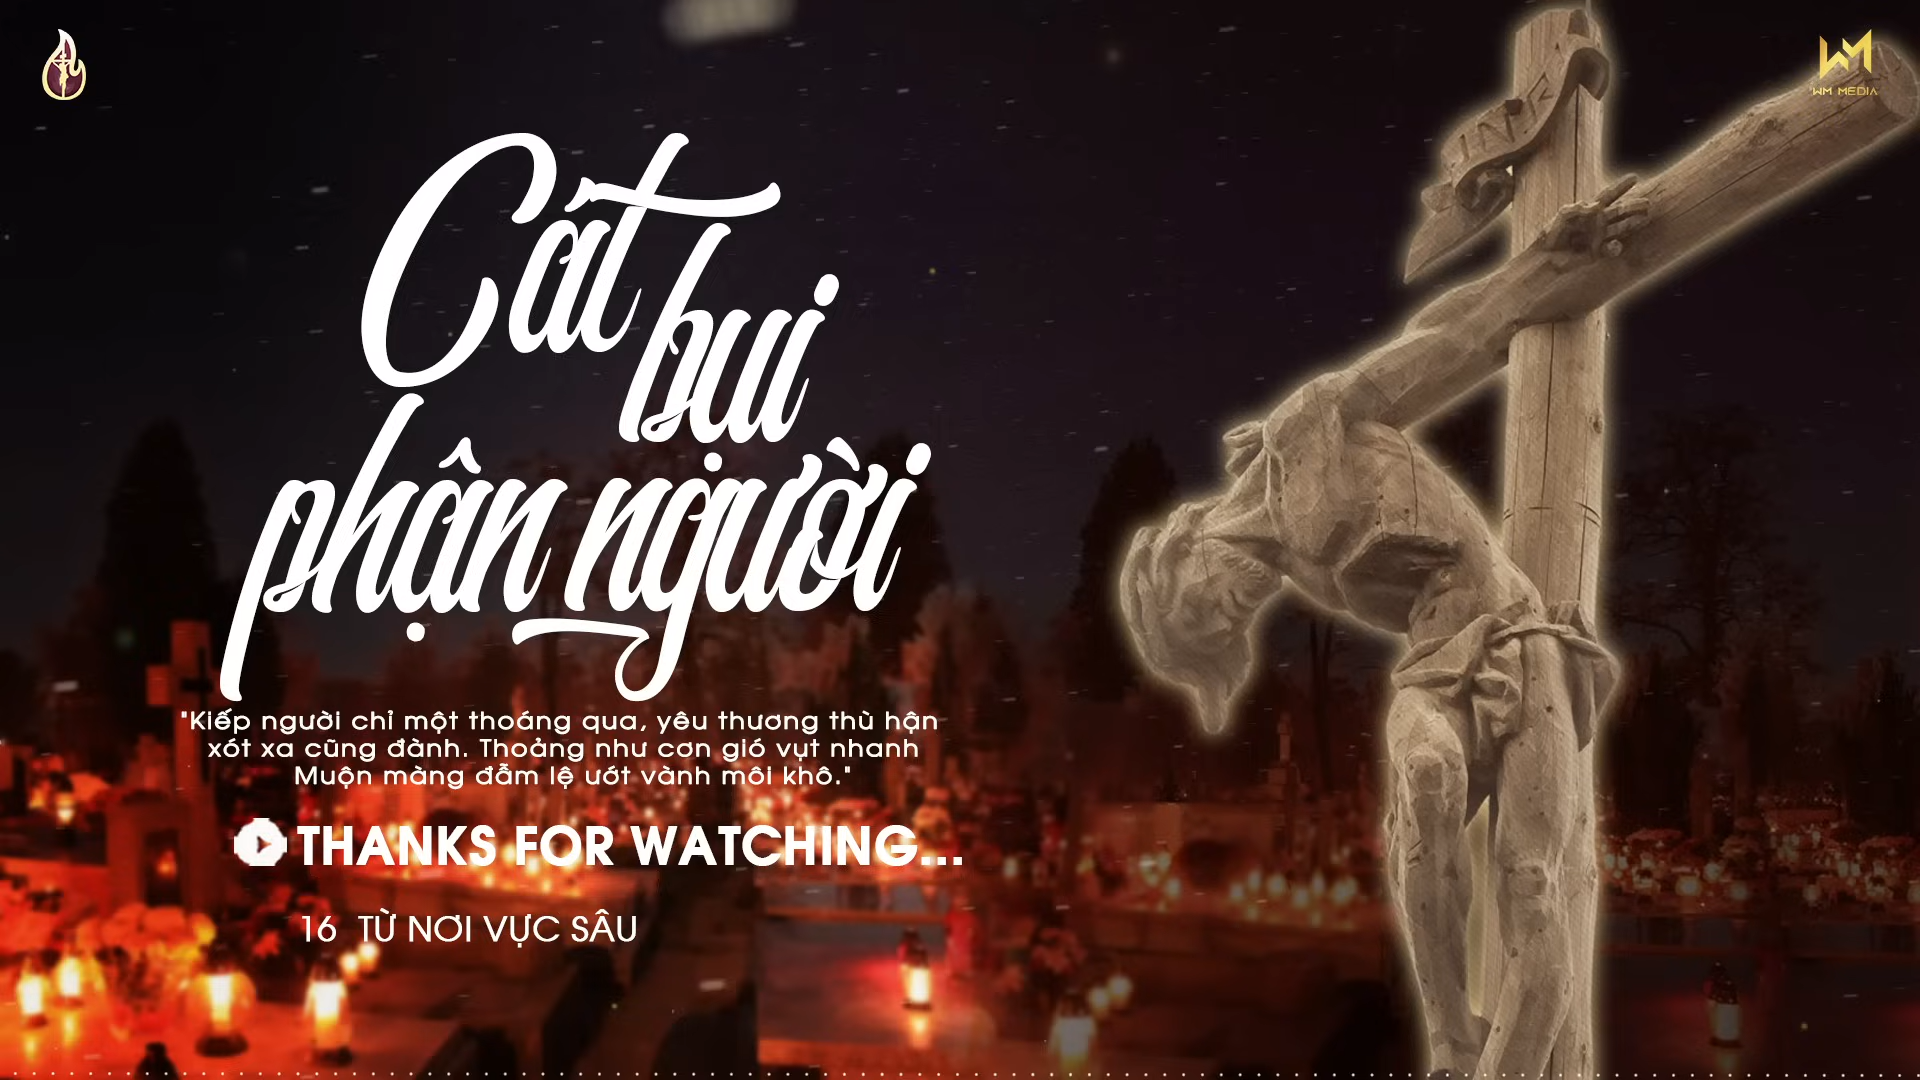 WM
WM MEDIA
I.N.R.I
Cát
bụi
phận người
"Kiếp người chỉ một thoáng qua, yêu thương thù hận
xót xa cũng đành. Thoảng như cơn gió vụt nhanh
Muộn màng đẫm lệ ướt vành môi khô."
THANKS FOR WATCHING...
16 TỪ NƠI VỰC SÂU